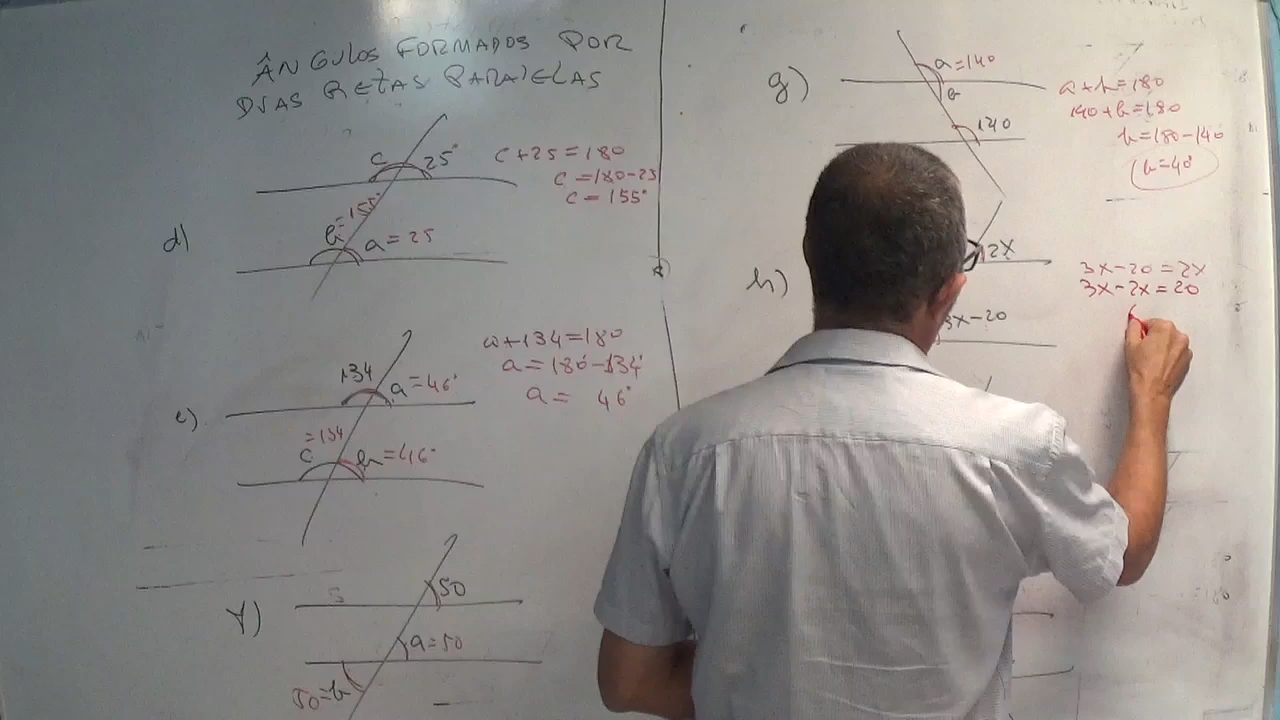 ÂNGULOS FORMADOS POR
DUAS RETAS PARALELAS
d)
c 25°
b=155°
a=25
c+25=180
c=180-25
c=155°
e)
134 a=46°
=134
c b=46°
a+134=180
a=180-134°
a= 46°
f)
50
a=50
50=b
g)
a=140
b
140
a+b=180
140+b=180
b=180-140
b=40°
h)
2x
3x-20
3x-20=2x
3x-2x=20